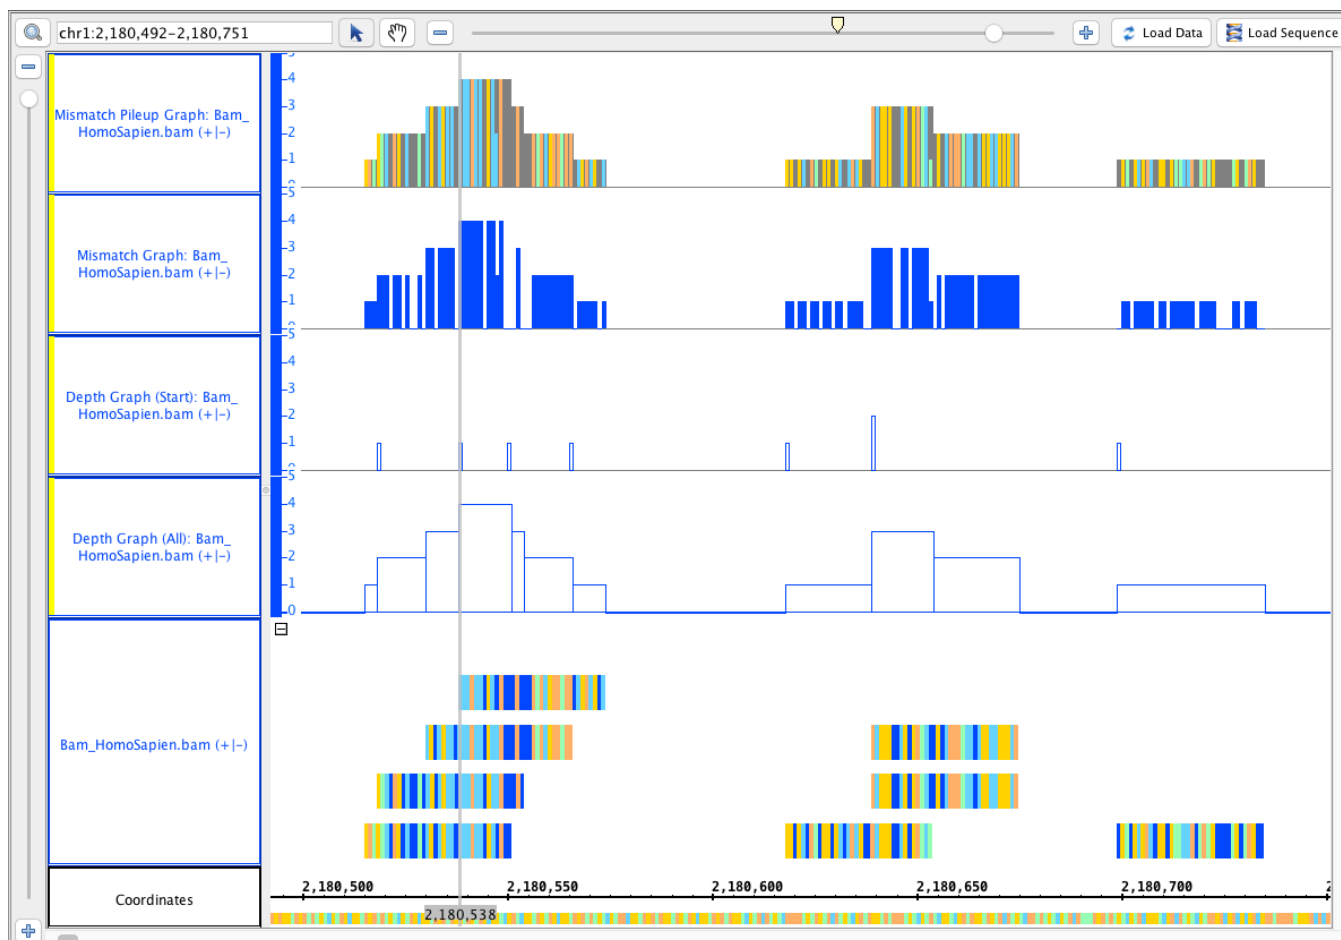 chr1:2,180,492-2,180,751
Load Data
Load Sequence
Mismatch Pileup Graph: Bam_
HomoSapien.bam (+|-)
4
3
2
1
Mismatch Graph: Bam_
HomoSapien.bam (+|-)
5
4
3
2
1
Depth Graph (Start): Bam_
HomoSapien.bam (+|-)
5
4
3
2
1
Depth Graph (All): Bam_
HomoSapien.bam (+|-)
5
4
3
2
1
0
Bam_HomoSapien.bam (+|-)
Coordinates
2,180,500 2,180,550 2,180,600 2,180,650 2,180,700
2,180,538